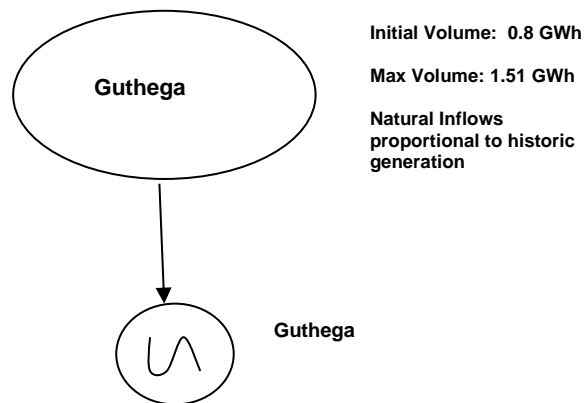 Guthega
Initial Volume: 0.8 GWh
Max Volume: 1.51 GWh
Natural Inflows
proportional to historic
generation
Guthega